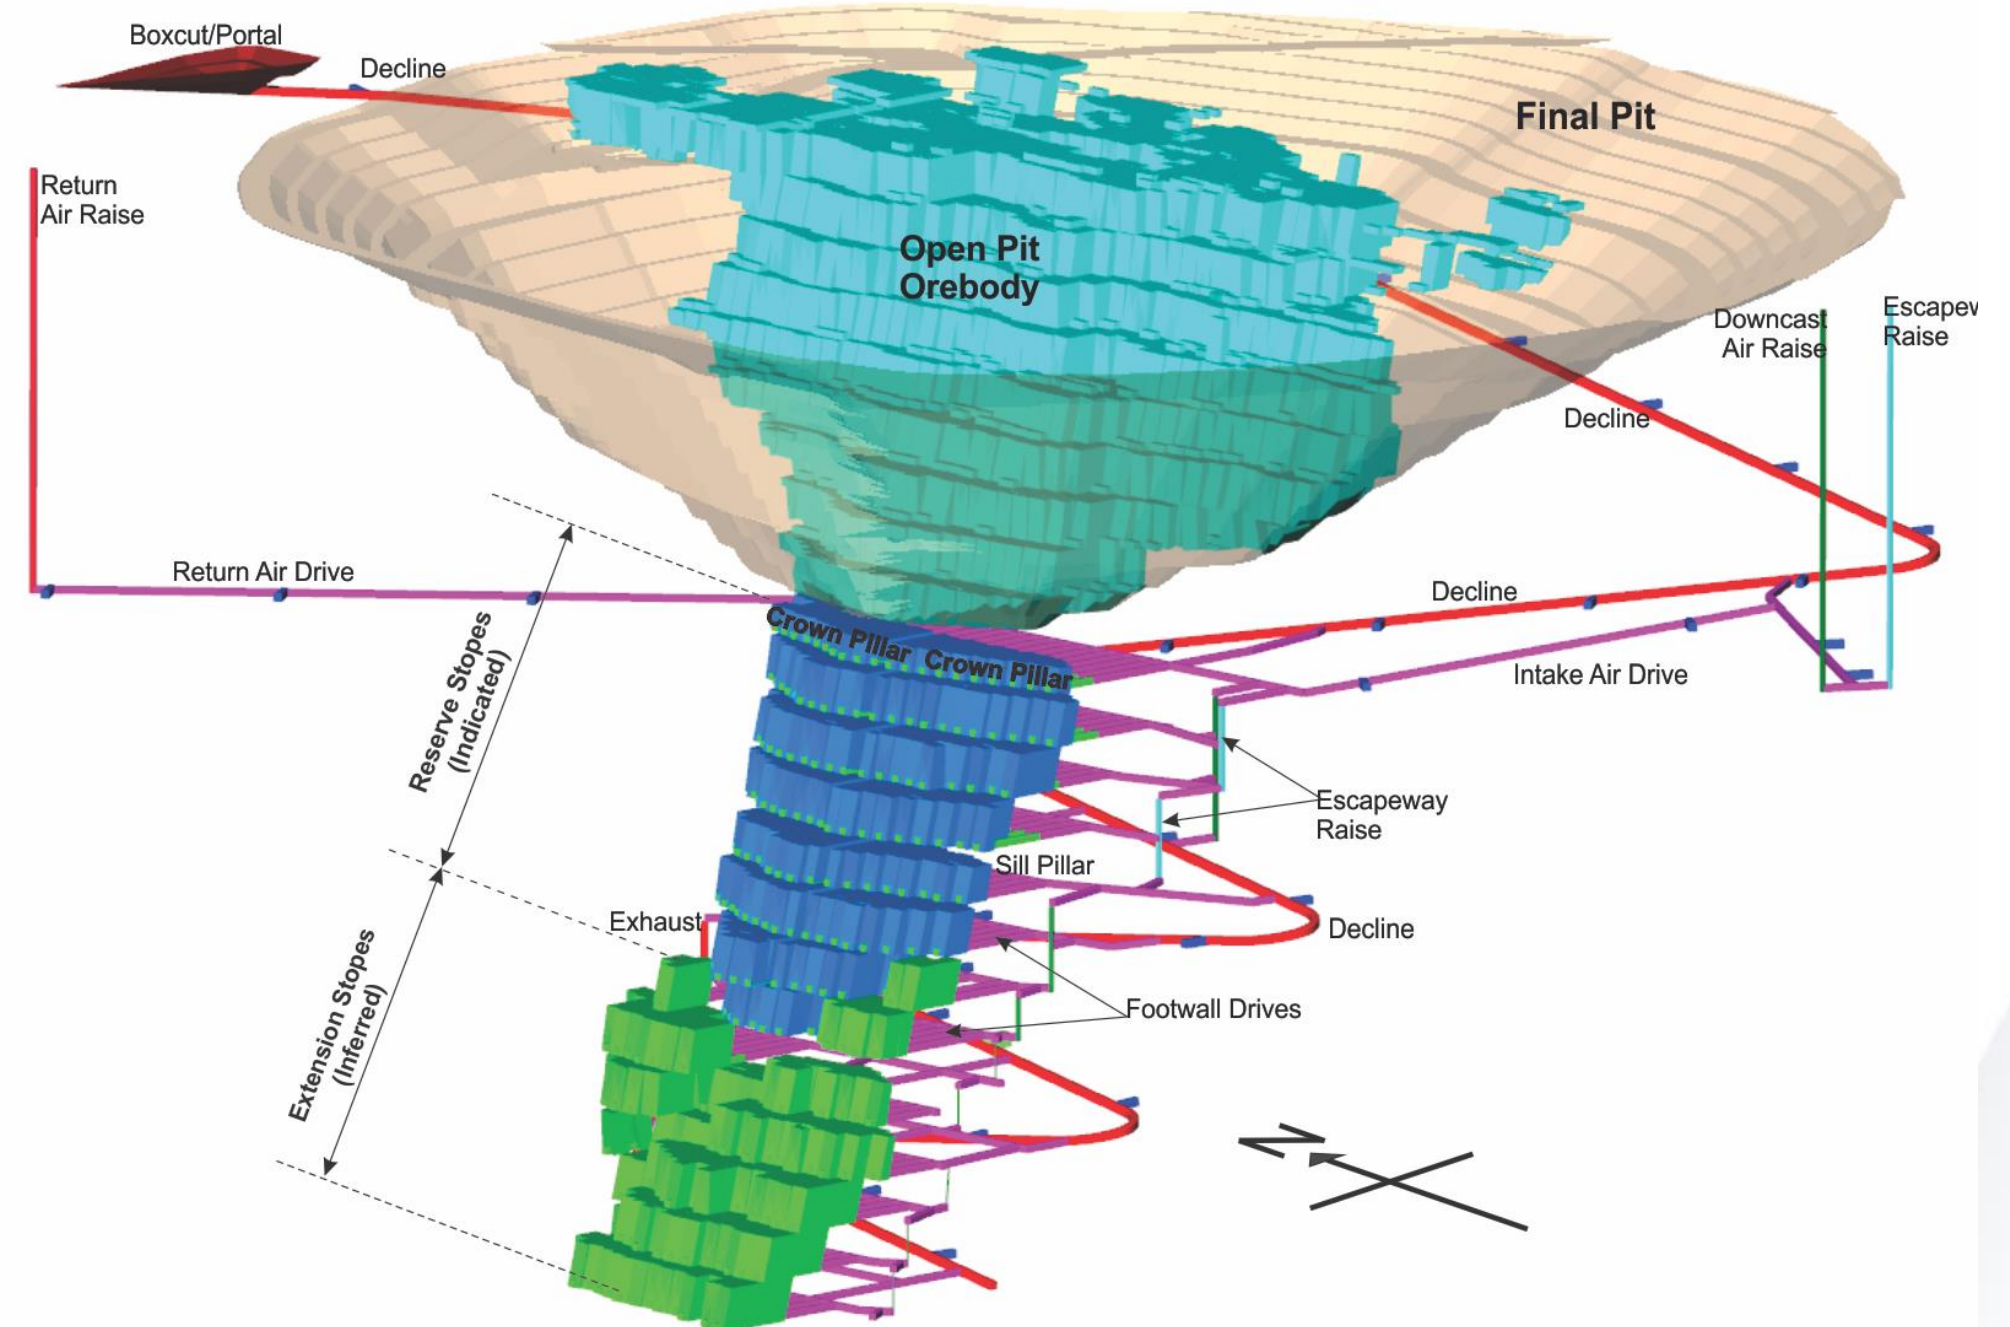 Boxcut/Portal
Decline
Final Pit
Return
Air Raise
Open Pit
Orebody
Downcast
Air Raise
Escapew
Raise
Decline
Return Air Drive
Decline
Crown Pillar Crown Pillar
Intake Air Drive
Reserve Stopes
(Indicated)
Escapeway
Raise
Sill Pillar
Exhaust
Decline
Footwall Drives
Extension Stopes
(Inferred)
N